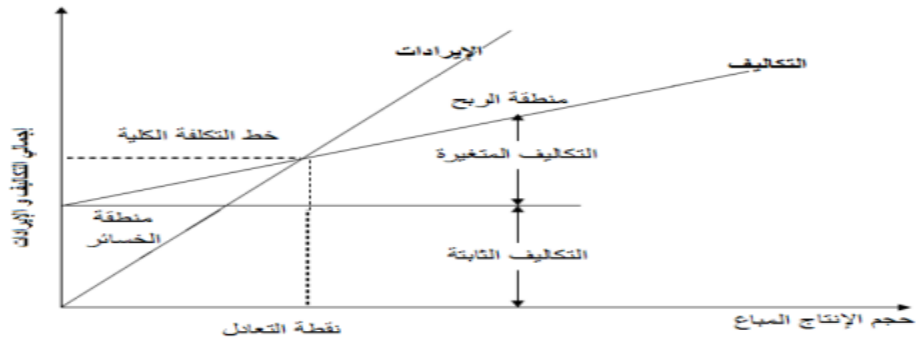 الإيرادات
التكاليف
منطقة الربح
خط التكلفة الكلية
التكاليف المتغيرة
إجمالي التكاليف و الإيرادات
منطقة
الخسائر
التكاليف الثابتة
نقطة التعادل
حجم الإنتاج المباع